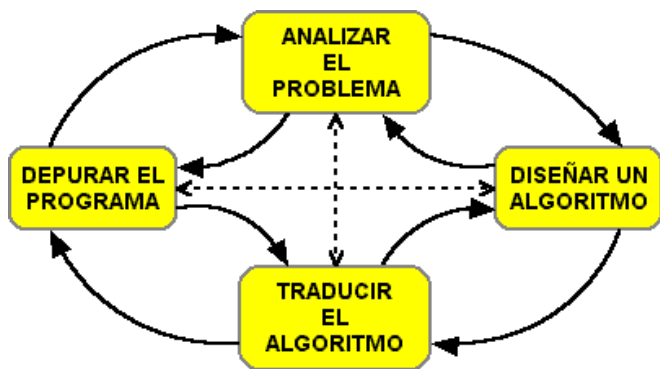 ANALIZAR
EL
PROBLEMA
DEPURAR EL
PROGRAMA
DISEÑAR UN
ALGORITMO
TRADUCIR
EL
ALGORITMO